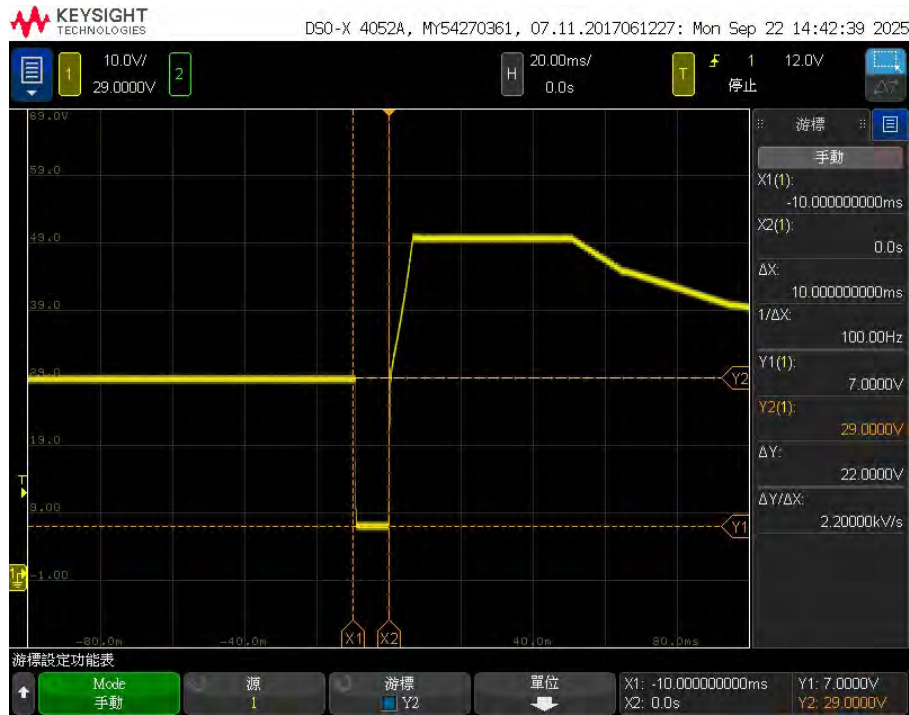 KEYSIGHT
TECHNOLOGIES
DSO-X 4052A, MY54270361, 07.11.2017061227: Mon Sep 22 14:42:39 2025
1
10.0V/
29.0000V
2
H
20.00ms/
0.0s
T
1
12.0V
停止
69.0V
59.0
49.0
39.0
29.0
19.0
9.00
-1.00
T
1
-80.0m
-40.0m
40.0m
80.0ms
X1
X2
Y2
Y1
游標
手動
X1(1):
-10.000000000ms
X2(1):
0.0s
ΔX:
10.000000000ms
1/ΔX:
100.00Hz
Y1(1):
7.0000V
Y2(1):
29.0000V
ΔY:
22.0000V
ΔY/ΔX:
2.20000kV/s
游標設定功能表
Mode
手動
源
1
游標
Y2
單位
X1: -10.000000000ms
X2: 0.0s
Y1: 7.0000V
Y2: 29.0000V